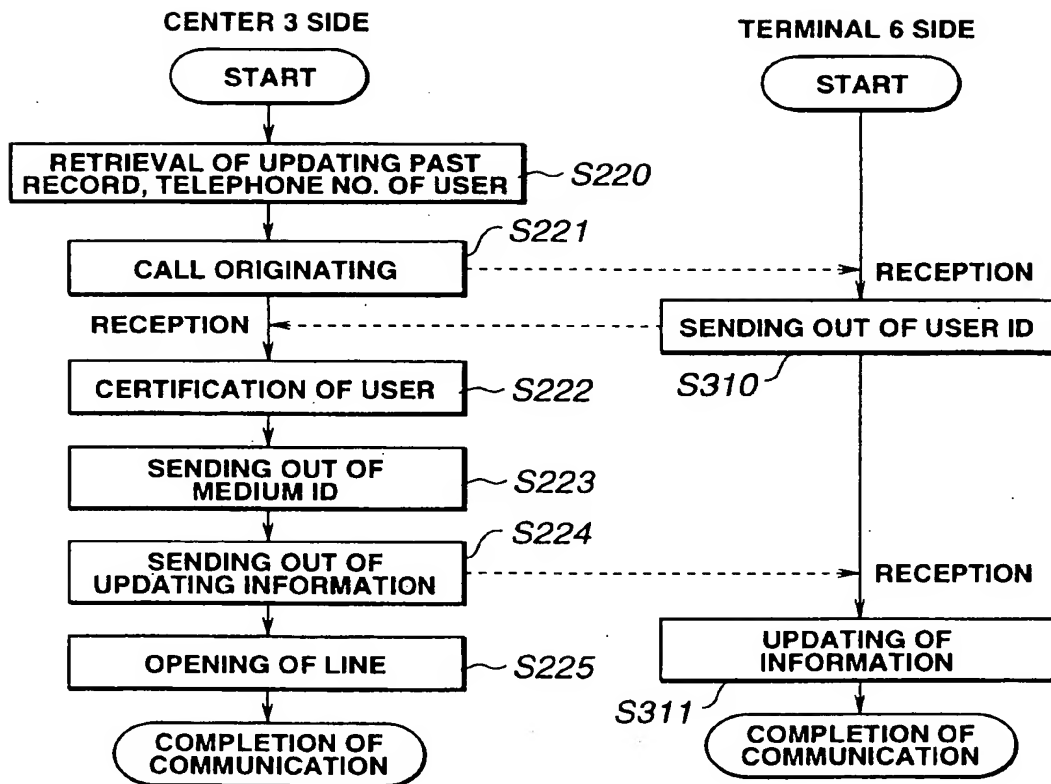 CENTER 3 SIDE
START
RETRIEVAL OF UPDATING PAST
RECORD, TELEPHONE NO. OF USER
S220
S221
CALL ORIGINATING
RECEPTION
CERTIFICATION OF USER
S222
SENDING OUT OF
MEDIUM ID
S223
S224
SENDING OUT OF
UPDATING INFORMATION
OPENING OF LINE
S225
COMPLETION OF
COMMUNICATION
TERMINAL 6 SIDE
START
RECEPTION
SENDING OUT OF USER ID
S310
RECEPTION
UPDATING OF
INFORMATION
S311
COMPLETION OF
COMMUNICATION